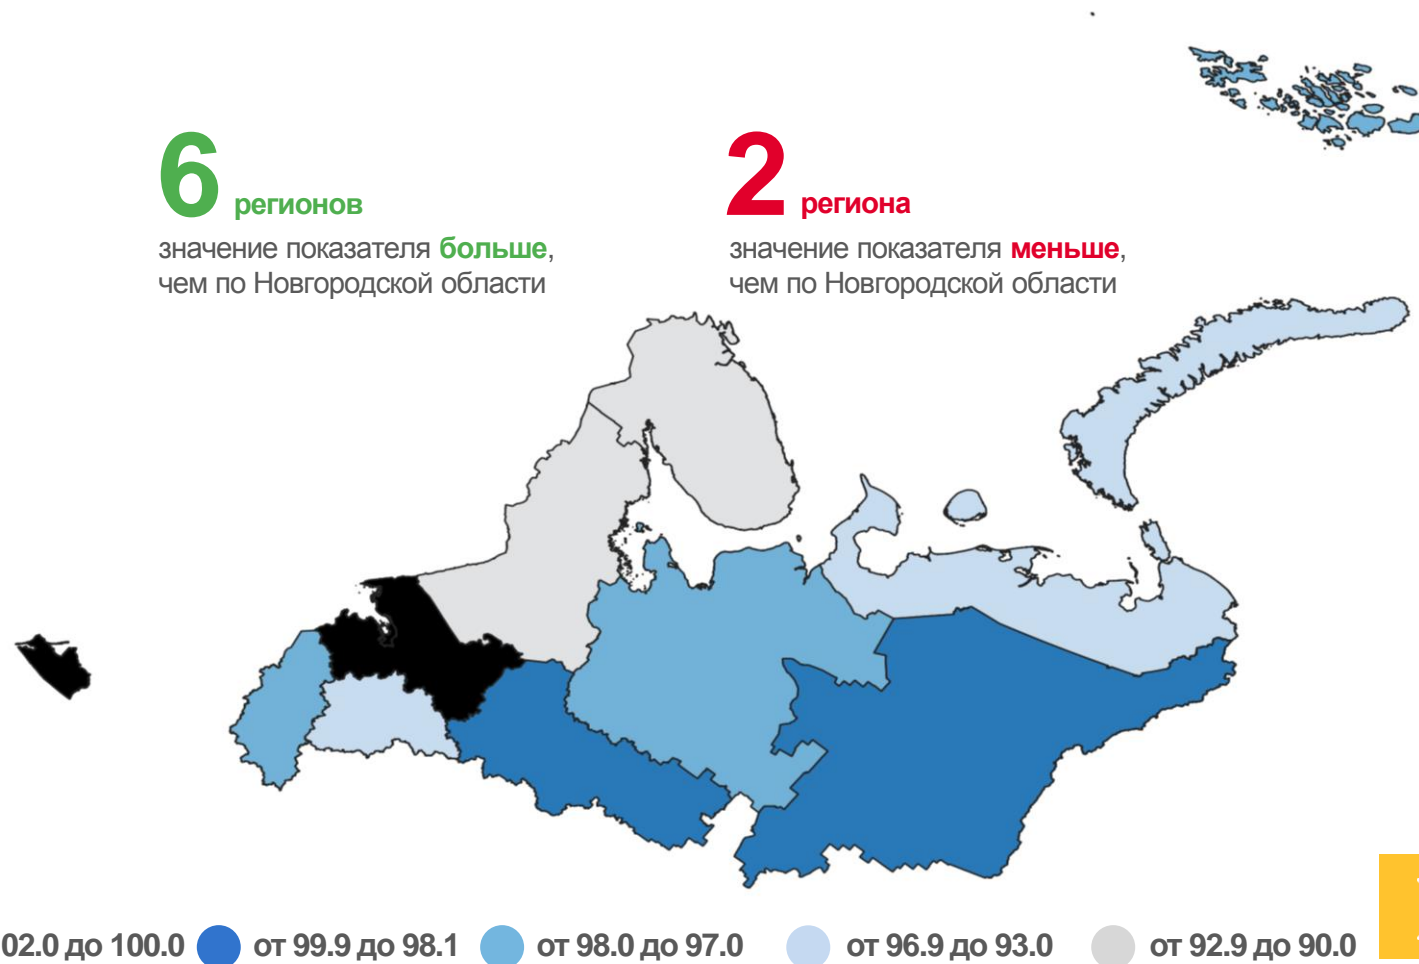 6 регионов
значение показателя больше,
чем по Новгородской области
2 региона
значение показателя меньше,
чем по Новгородской области
02.0 до 100.0
от 99.9 до 98.1
от 98.0 до 97.0
от 96.9 до 93.0
от 92.9 до 90.0